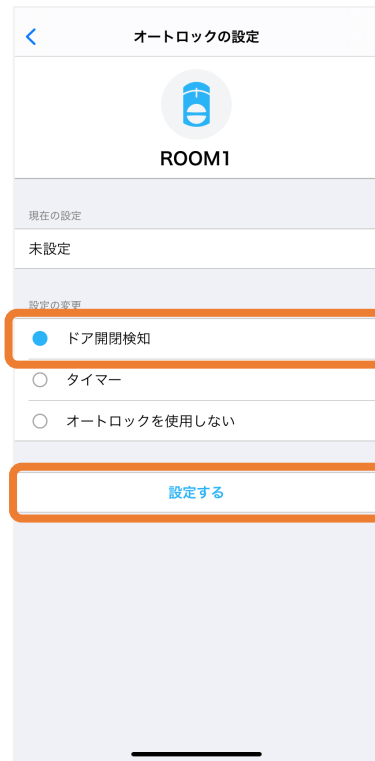 オートロックの設定
ROOM1
現在の設定
未設定
設定の変更
ドア開閉検知
タイマー
オートロックを使用しない
設定する